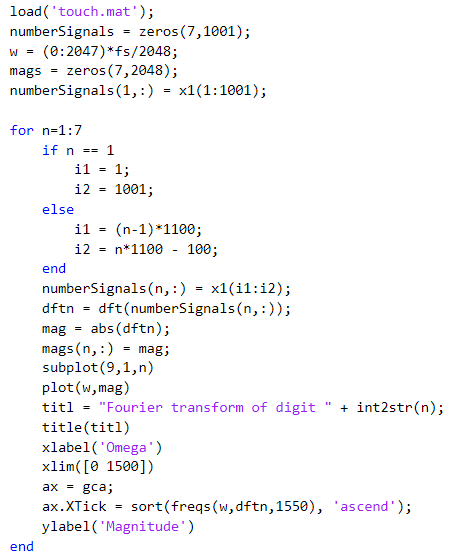 load('touch.mat');
numberSignals = zeros(7,1001);
w = (0:2047)*fs/2048;
mags = zeros(7,2048);
numberSignals(1,:) = x1(1:1001);

for n=1:7
    if n == 1
        i1 = 1;
        i2 = 1001;
    else
        i1 = (n-1)*1100;
        i2 = n*1100 - 100;
    end
    numberSignals(n,:) = x1(i1:i2);
    dftn = dft(numberSignals(n,:));
    mag = abs(dftn);
    mags(n,:) = mag;
    subplot(9,1,n)
    plot(w,mag)
    titl = "Fourier transform of digit " + int2str(n);
    title(titl)
    xlabel('Omega')
    xlim([0 1500])
    ax = gca;
    ax.XTick = sort(freqs(w,dftn,1550), 'ascend');
    ylabel('Magnitude')
end